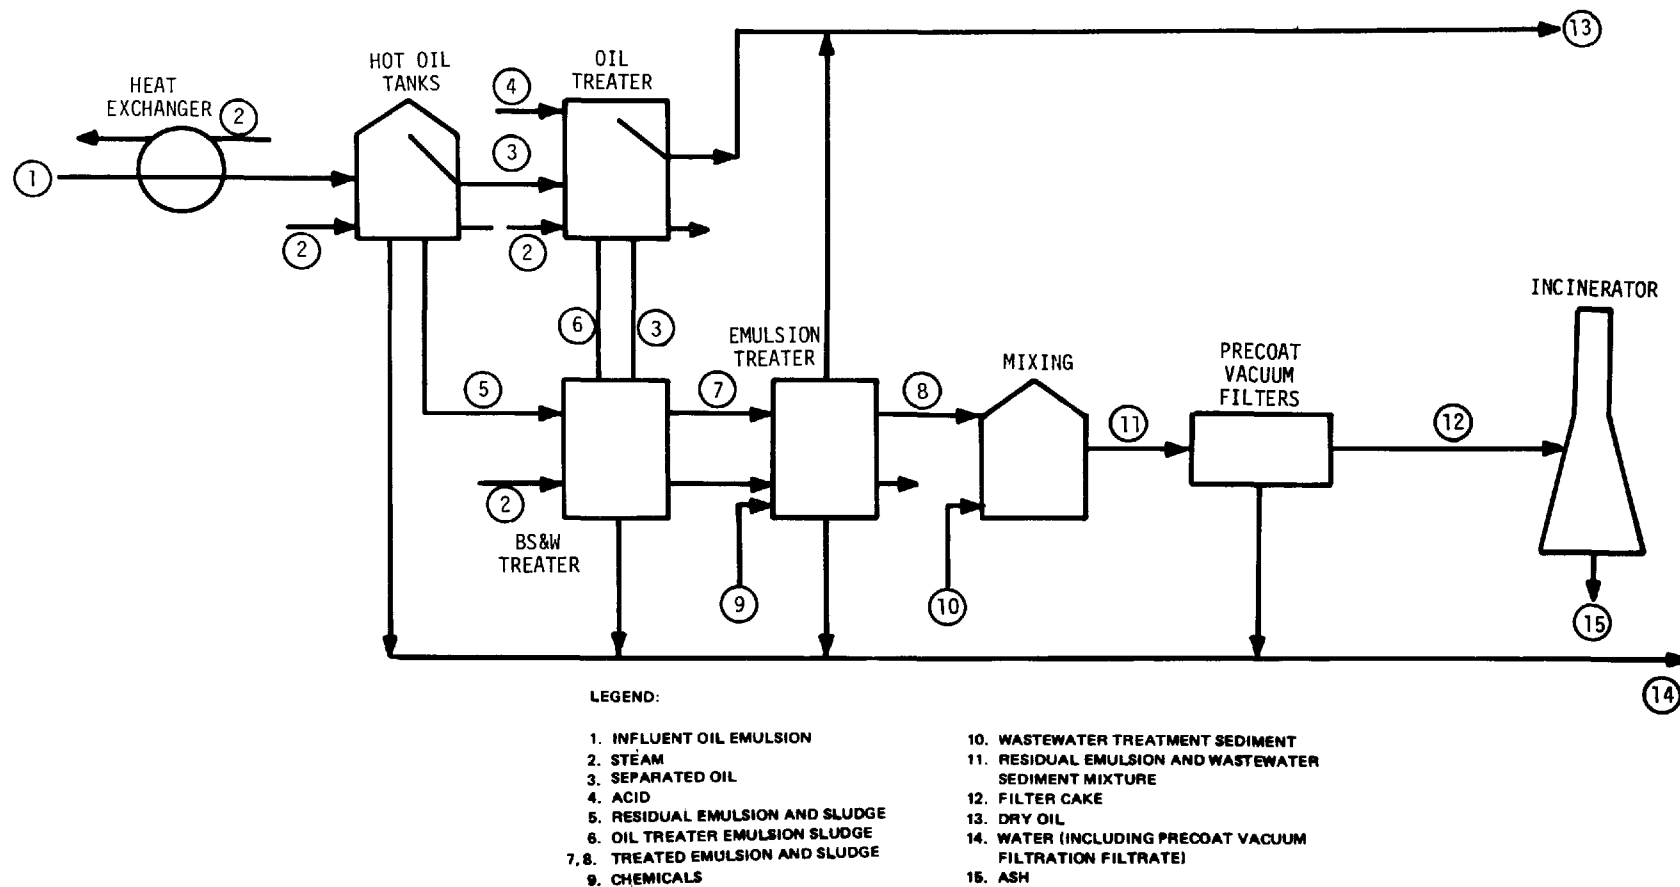 HEAT
EXCHANGER
HOT OIL
TANKS
OIL
TREATER
1
2
2
4
3
2
13
6
3
EMULSION
TREATER
5
7
8
2
BS&W
TREATER
9
MIXING
10
11
PRECOAT
VACUUM
FILTERS
12
INCINERATOR
15
14
LEGEND:
1. INFLUENT OIL EMULSION
2. STEAM
3. SEPARATED OIL
4. ACID
5. RESIDUAL EMULSION AND SLUDGE
6. OIL TREATER EMULSION SLUDGE
7,8. TREATED EMULSION AND SLUDGE
9. CHEMICALS
10. WASTEWATER TREATMENT SEDIMENT
11. RESIDUAL EMULSION AND WASTEWATER
SEDIMENT MIXTURE
12. FILTER CAKE
13. DRY OIL
14. WATER (INCLUDING PRECOAT VACUUM
FILTRATION FILTRATE)
15. ASH